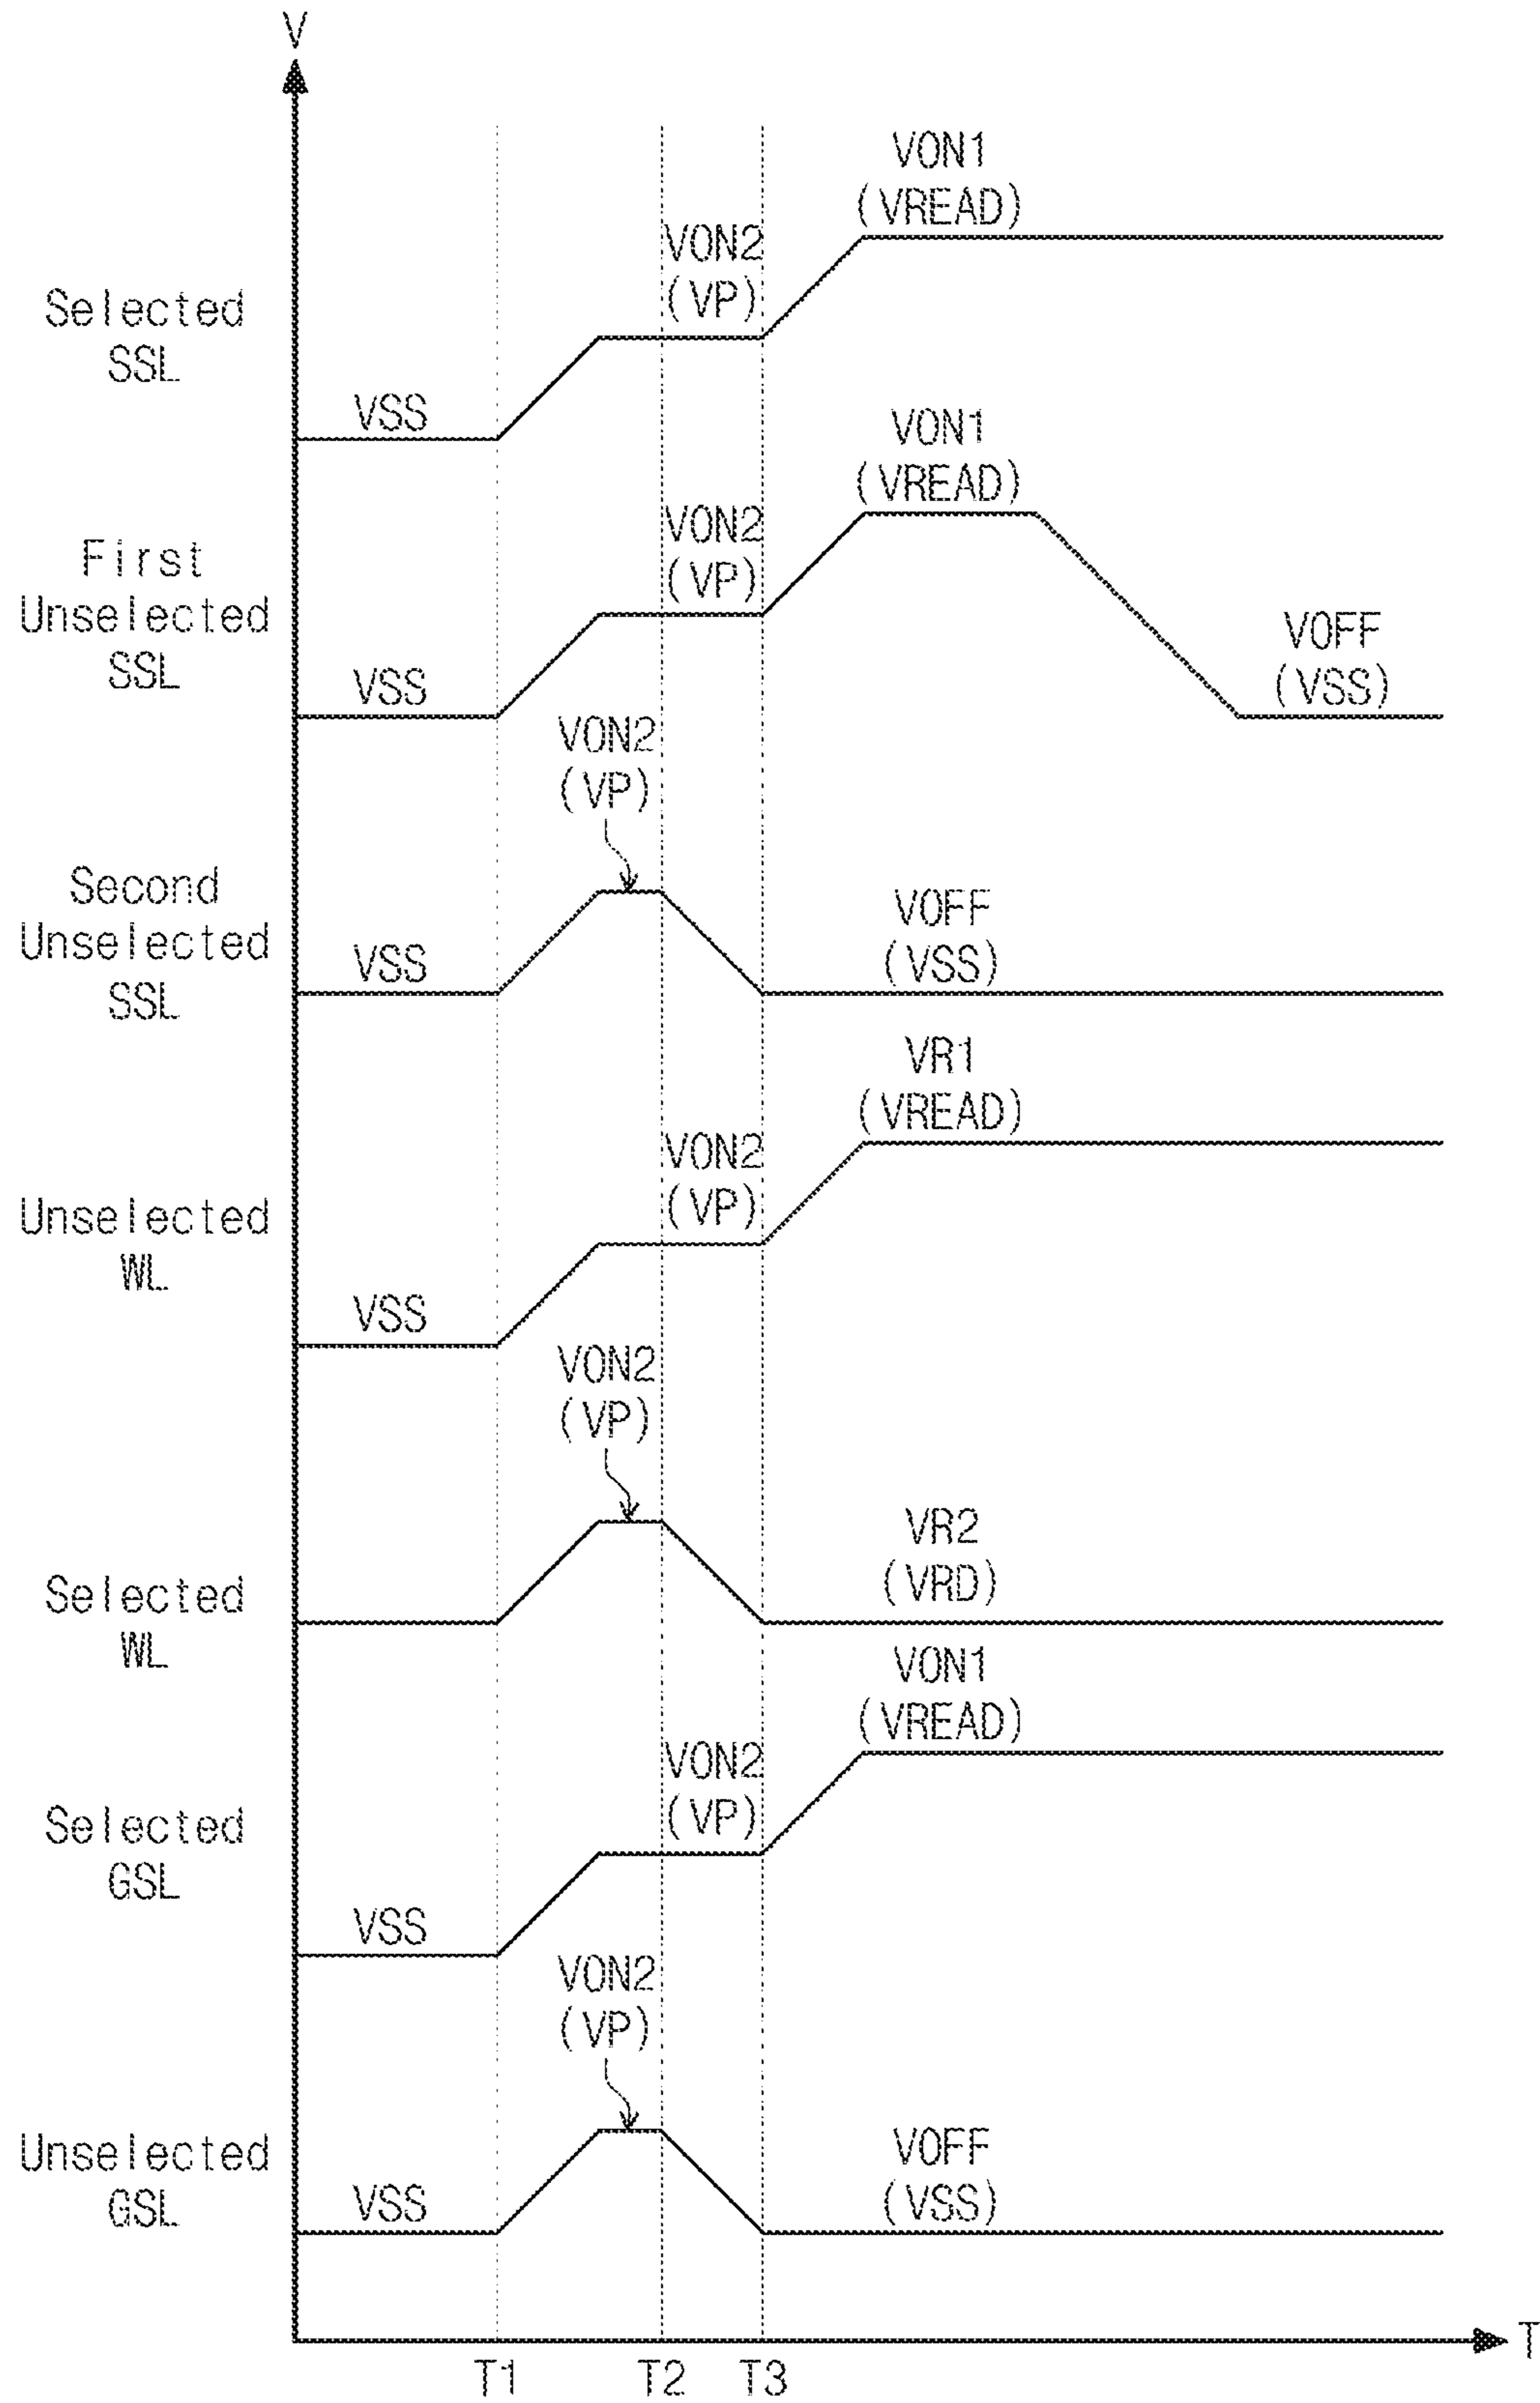 V
VON1
(VREAD)
VON2
(VP)
Selected
SSL
VSS
VON1
(VREAD)
VON2
(VP)
First
Unselected
SSL
VSS
VOFF
(VSS)
VON2
(VP)
Second
Unselected
SSL
VSS
VOFF
(VSS)
VR1
(VREAD)
VON2
(VP)
Unselected
WL
VSS
VON2
(VP)
Selected
WL
VR2
(VRD)
VON1
(VREAD)
VON2
(VP)
Selected
GSL
VSS
VON2
(VP)
Unselected
GSL
VSS
VOFF
(VSS)
T
T1 T2 T3